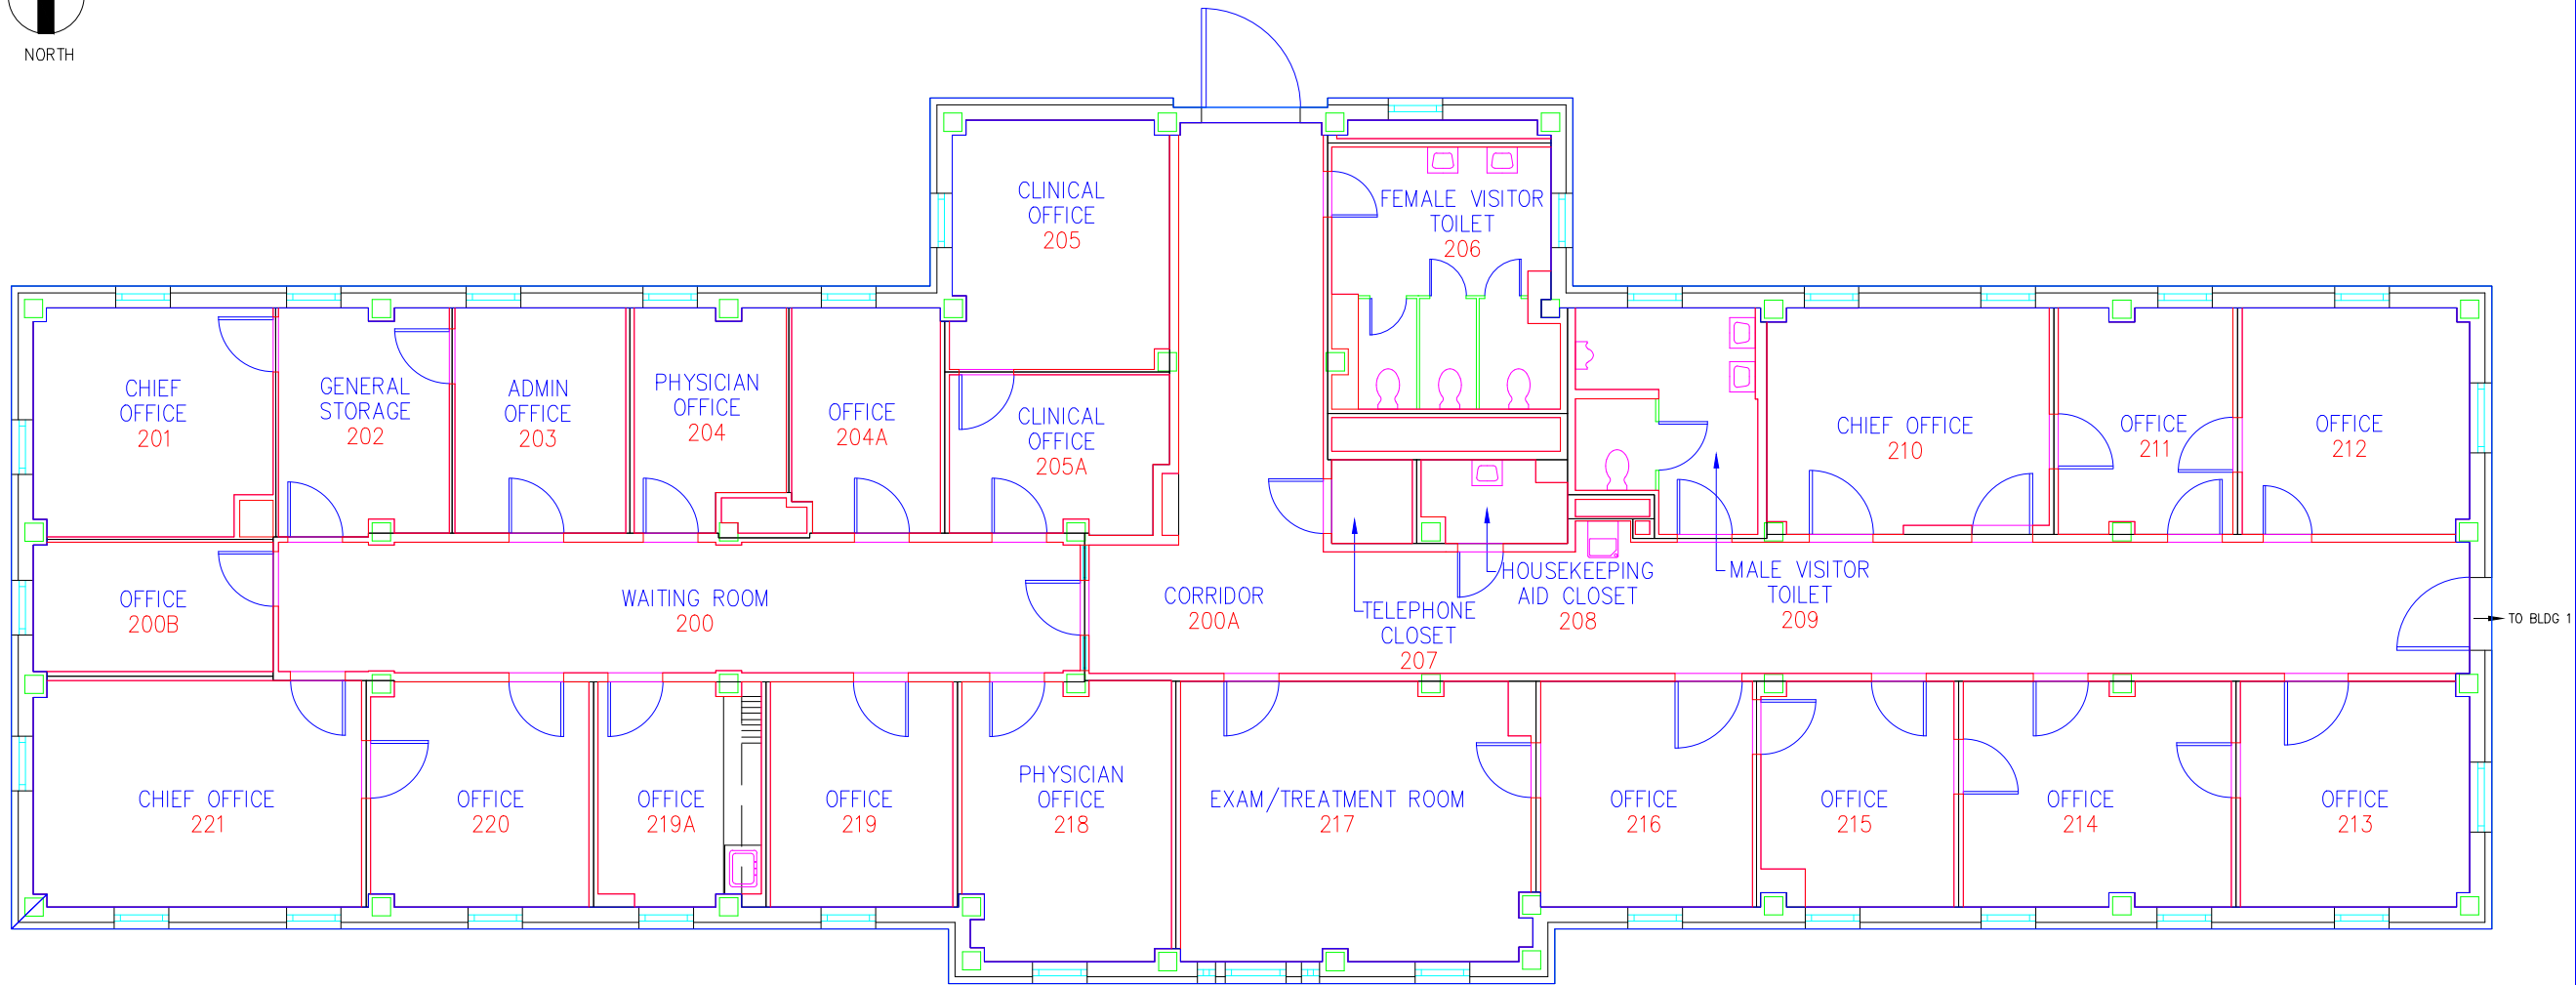 NORTH
CLINICAL
OFFICE
205
FEMALE VISITOR
TOILET
206
CHIEF
OFFICE
201
GENERAL
STORAGE
202
ADMIN
OFFICE
203
PHYSICIAN
OFFICE
204
OFFICE
204A
CLINICAL
OFFICE
205A
CHIEF OFFICE
210
OFFICE
211
OFFICE
212
OFFICE
200B
WAITING ROOM
200
CORRIDOR
200A
TELEPHONE
CLOSET
207
HOUSEKEEPING
AID CLOSET
208
MALE VISITOR
TOILET
209
TO BLDG 1
CHIEF OFFICE
221
OFFICE
220
OFFICE
219A
OFFICE
219
PHYSICIAN
OFFICE
218
EXAM/TREATMENT ROOM
217
OFFICE
216
OFFICE
215
OFFICE
214
OFFICE
213